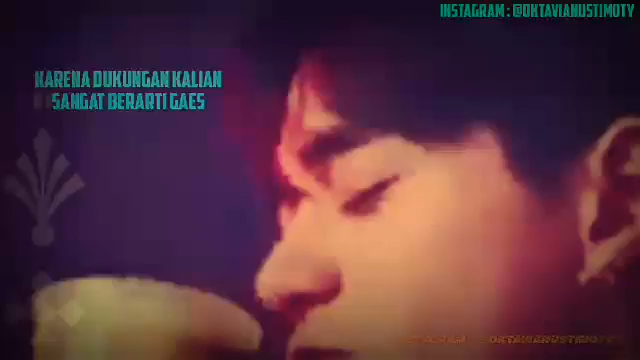 INSTAGRAM : @OKTAVIANUSTIMOTY
KARENA DUKUNGAN KALIAN
SANGAT BERARTI GAES